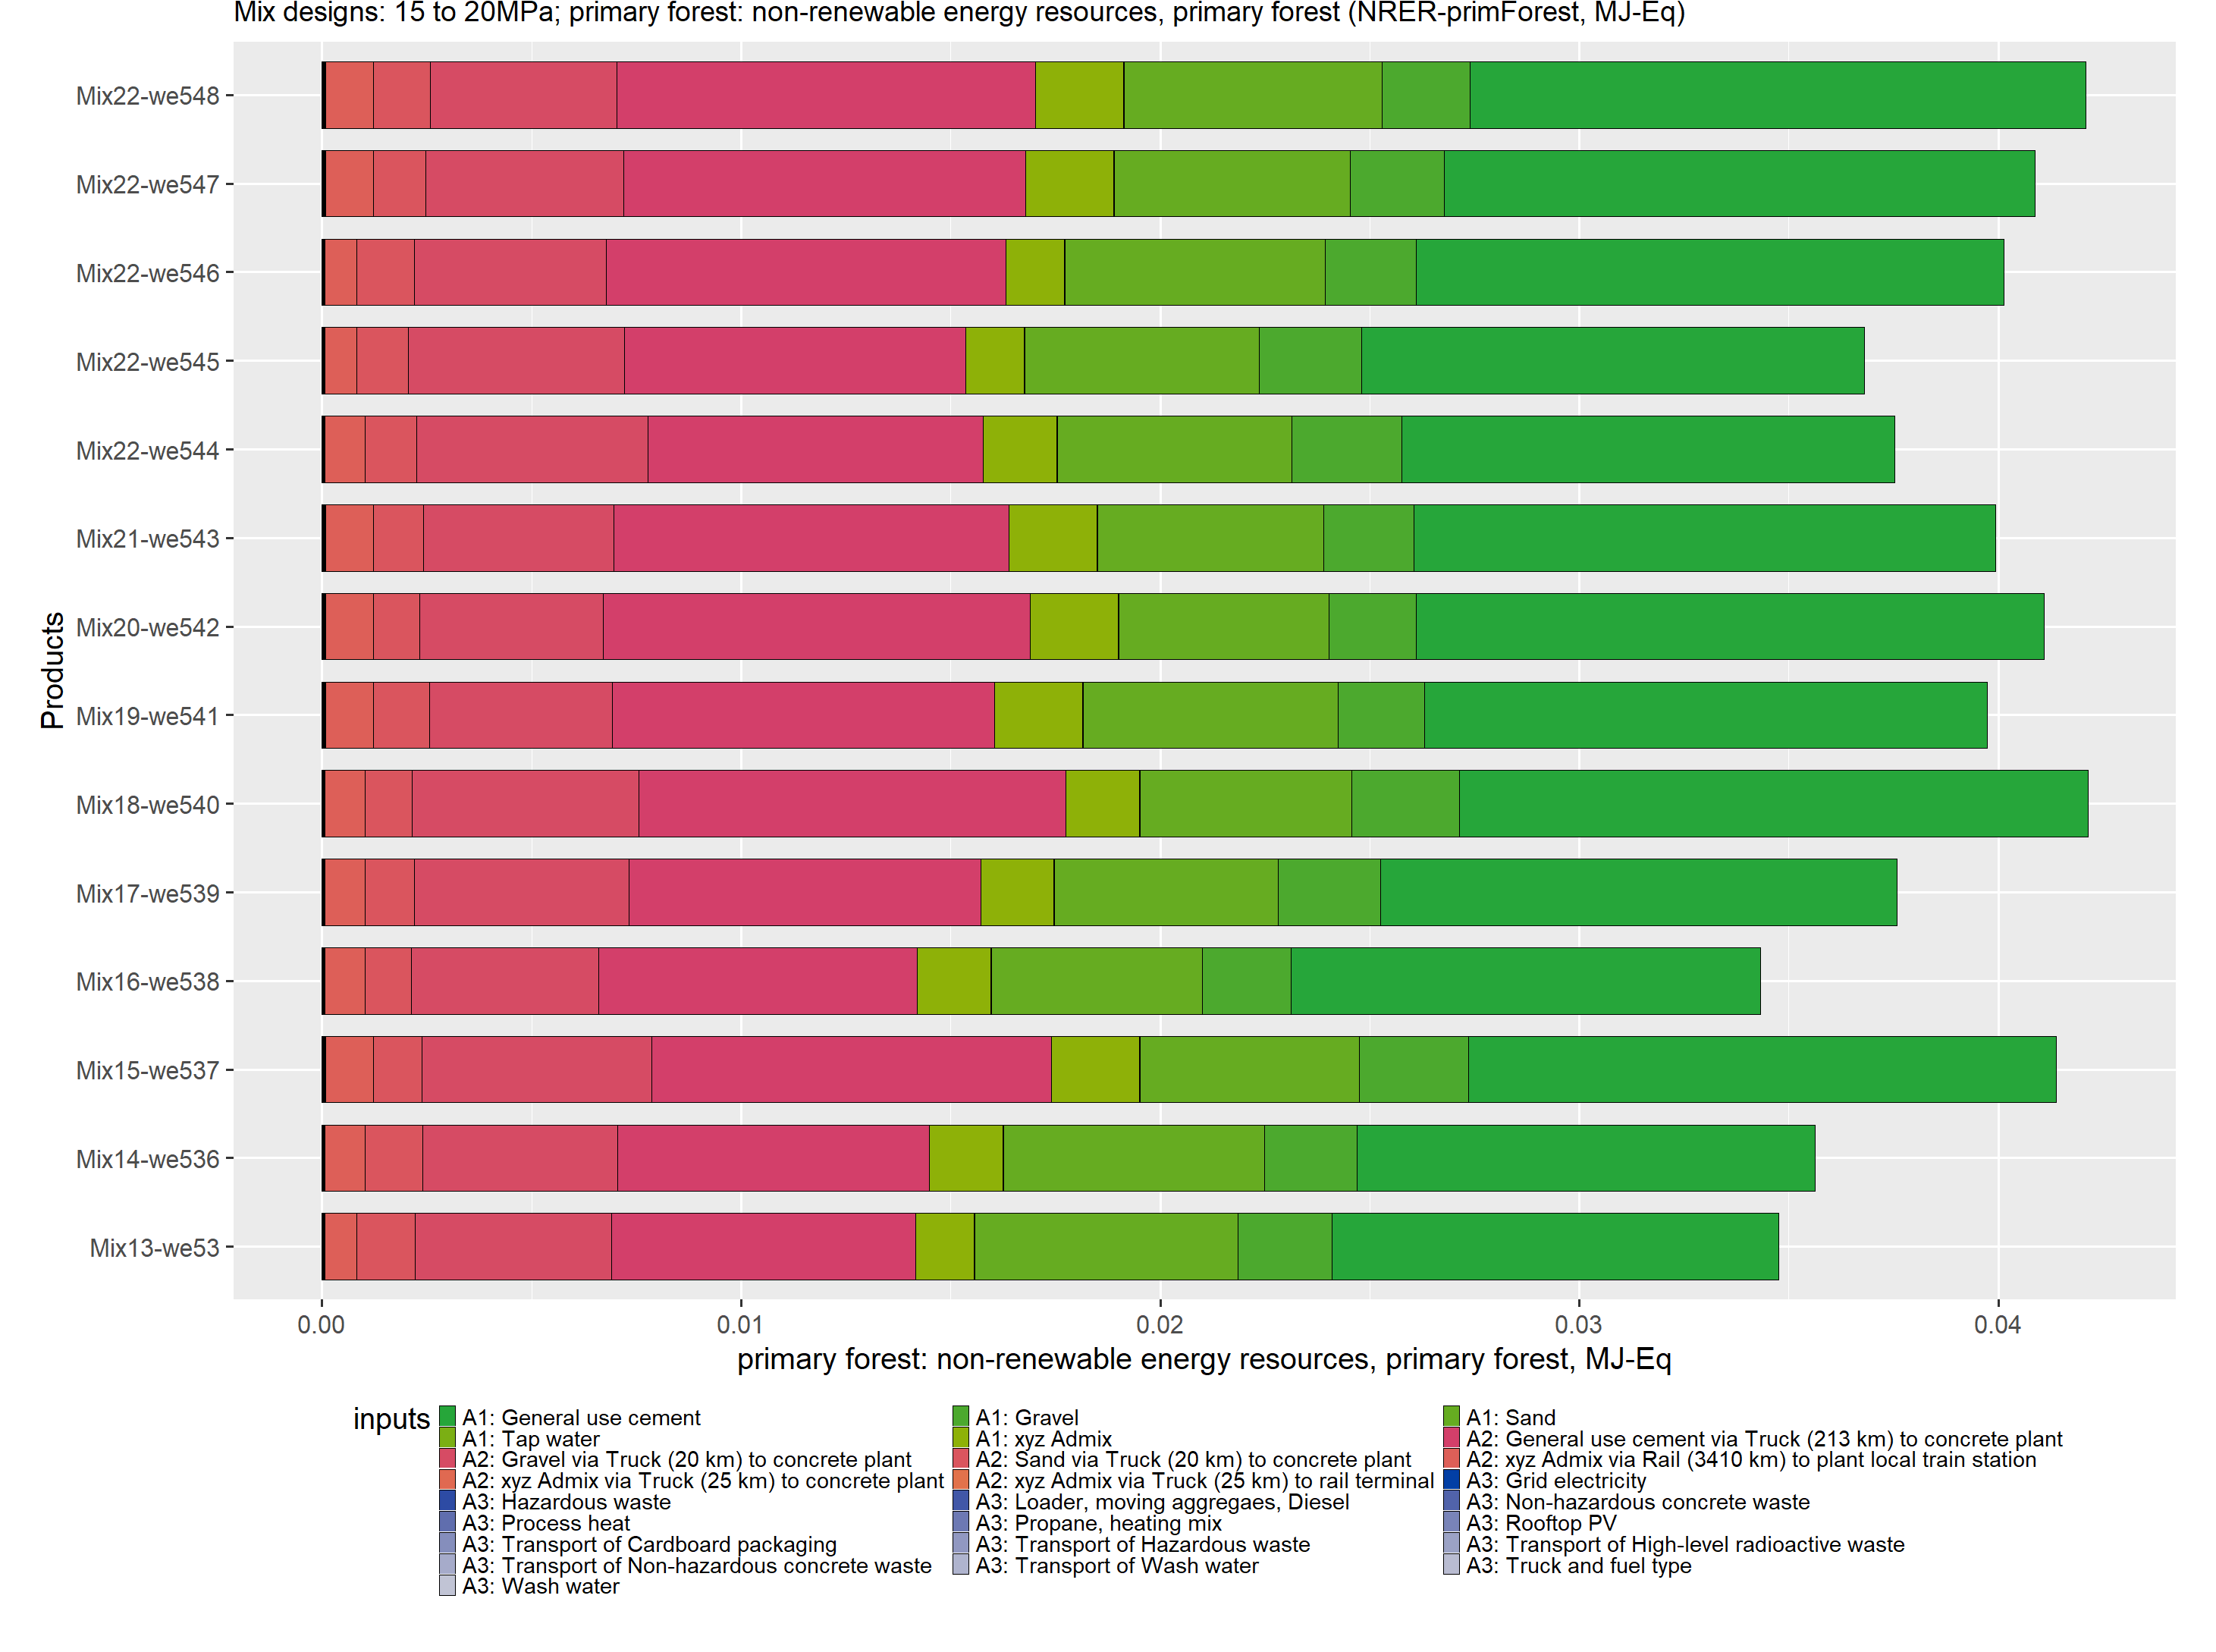 Mix designs: 15 to 20MPa; primary forest: non-renewable energy resources, primary forest (NRER-primForest, MJ-Eq)
Products
Mix22-we548
Mix22-we547
Mix22-we546
Mix22-we545
Mix22-we544
Mix21-we543
Mix20-we542
Mix19-we541
Mix18-we540
Mix17-we539
Mix16-we538
Mix15-we537
Mix14-we536
Mix13-we53
0.00 0.01 0.02 0.03 0.04
primary forest: non-renewable energy resources, primary forest, MJ-Eq
inputs
A1: General use cement A1: Gravel A1: Sand
A1: Tap water A1: xyz Admix A2: General use cement via Truck (213 km) to concrete plant
A2: Gravel via Truck (20 km) to concrete plant A2: Sand via Truck (20 km) to concrete plant A2: xyz Admix via Rail (3410 km) to plant local train station
A2: xyz Admix via Truck (25 km) to concrete plant A2: xyz Admix via Truck (25 km) to rail terminal A3: Grid electricity
A3: Hazardous waste A3: Loader, moving aggregaes, Diesel A3: Non-hazardous concrete waste
A3: Process heat A3: Propane, heating mix A3: Rooftop PV
A3: Transport of Cardboard packaging A3: Transport of Hazardous waste A3: Transport of High-level radioactive waste
A3: Transport of Non-hazardous concrete waste A3: Transport of Wash water A3: Truck and fuel type
A3: Wash water